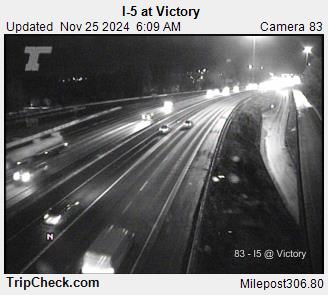 I-5 at Victory
Updated Nov 25 2024 6:09 AM Camera 83
T
N
83 - I5 @ Victory
TripCheck.com Milepost306.80